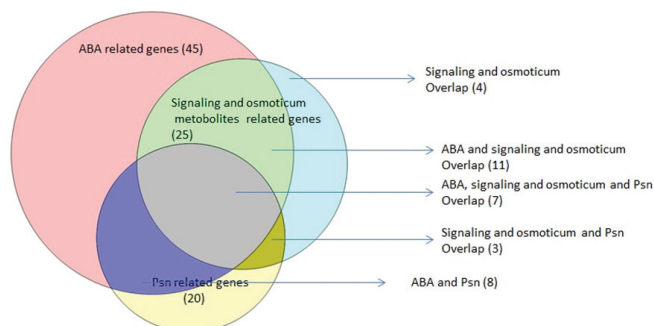 ABA related genes (45)
Signaling and osmoticum
metobolites related genes
(25)
Psn related genes
(20)
Signaling and osmoticum
Overlap (4)
ABA and signaling and osmoticum
Overlap (11)
ABA, signaling and osmoticum and Psn
Overlap (7)
Signaling and osmoticum and Psn
Overlap (3)
ABA and Psn (8)